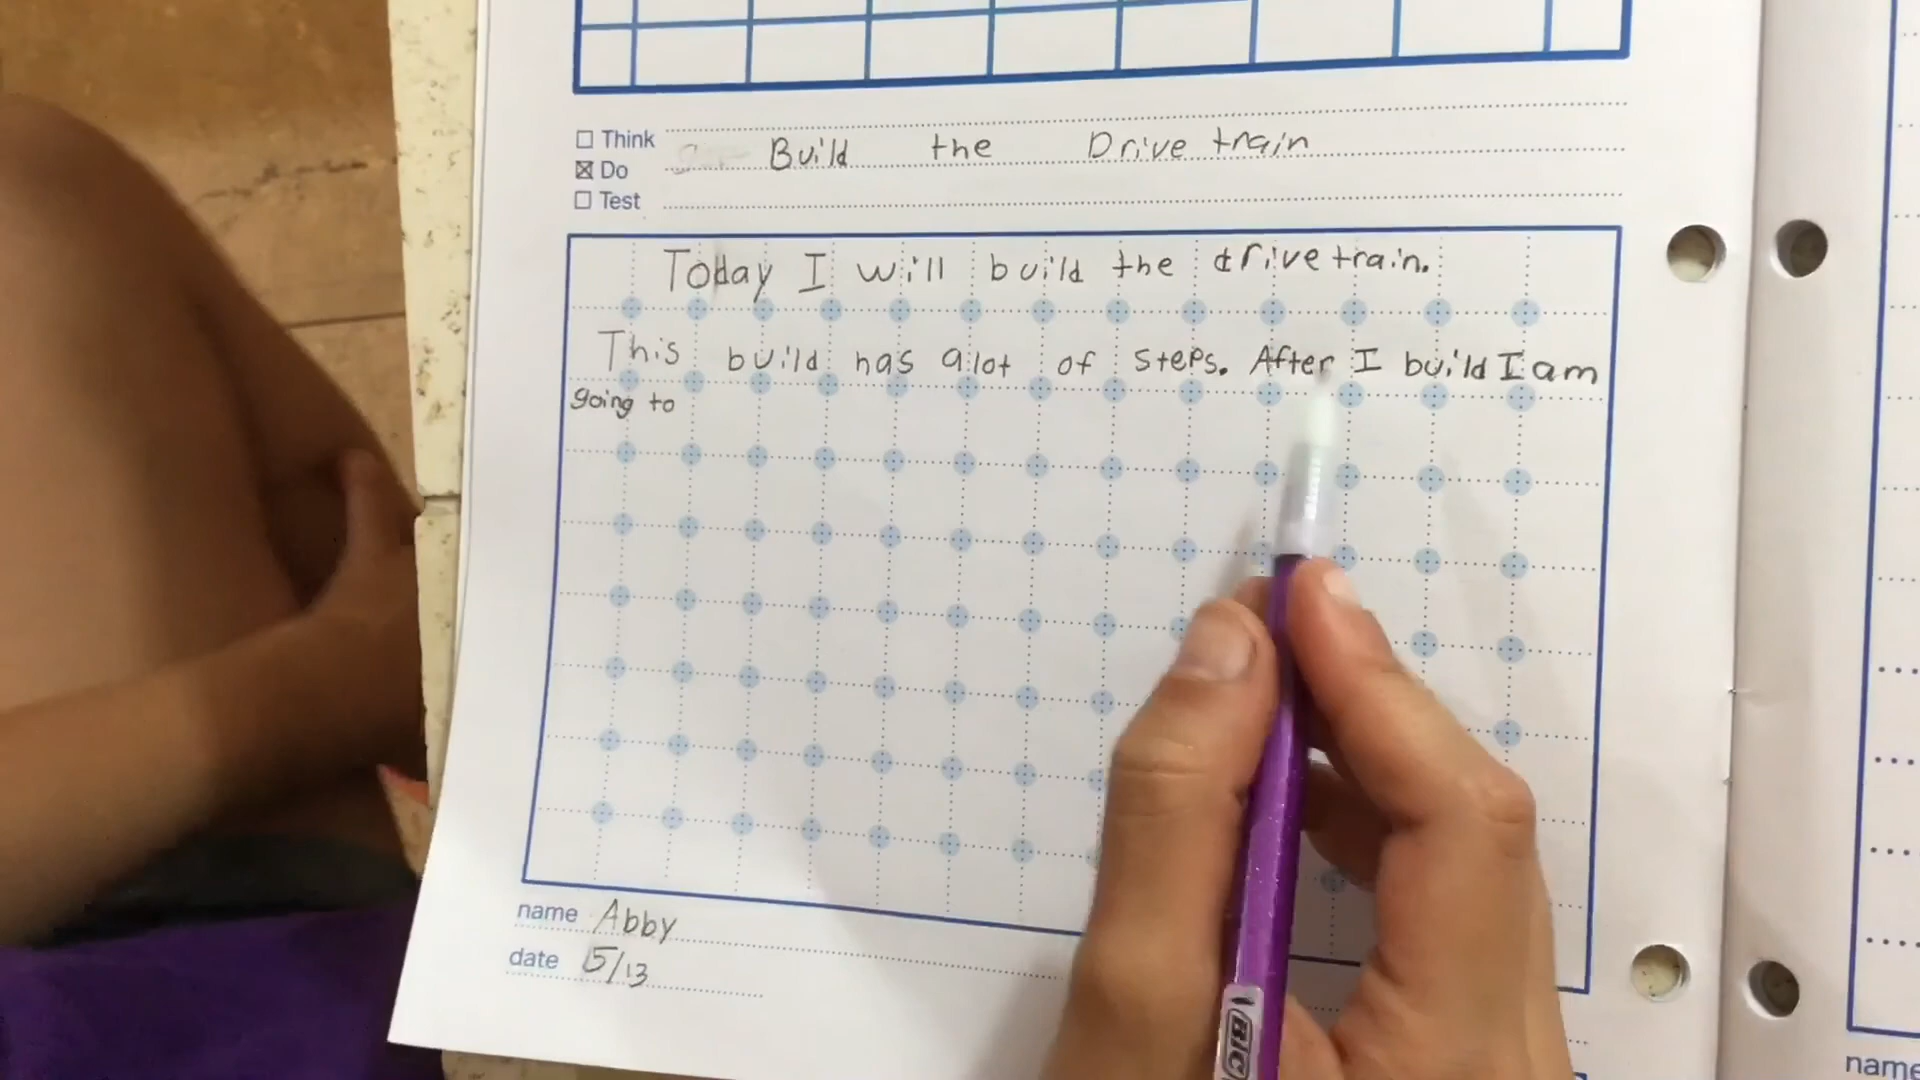 Think
Build the Drive train
Do
Test
Today I will build the drive train.
This build has alot of steps. After I build I am
going to
name Abby
date 5/13
BIC
name